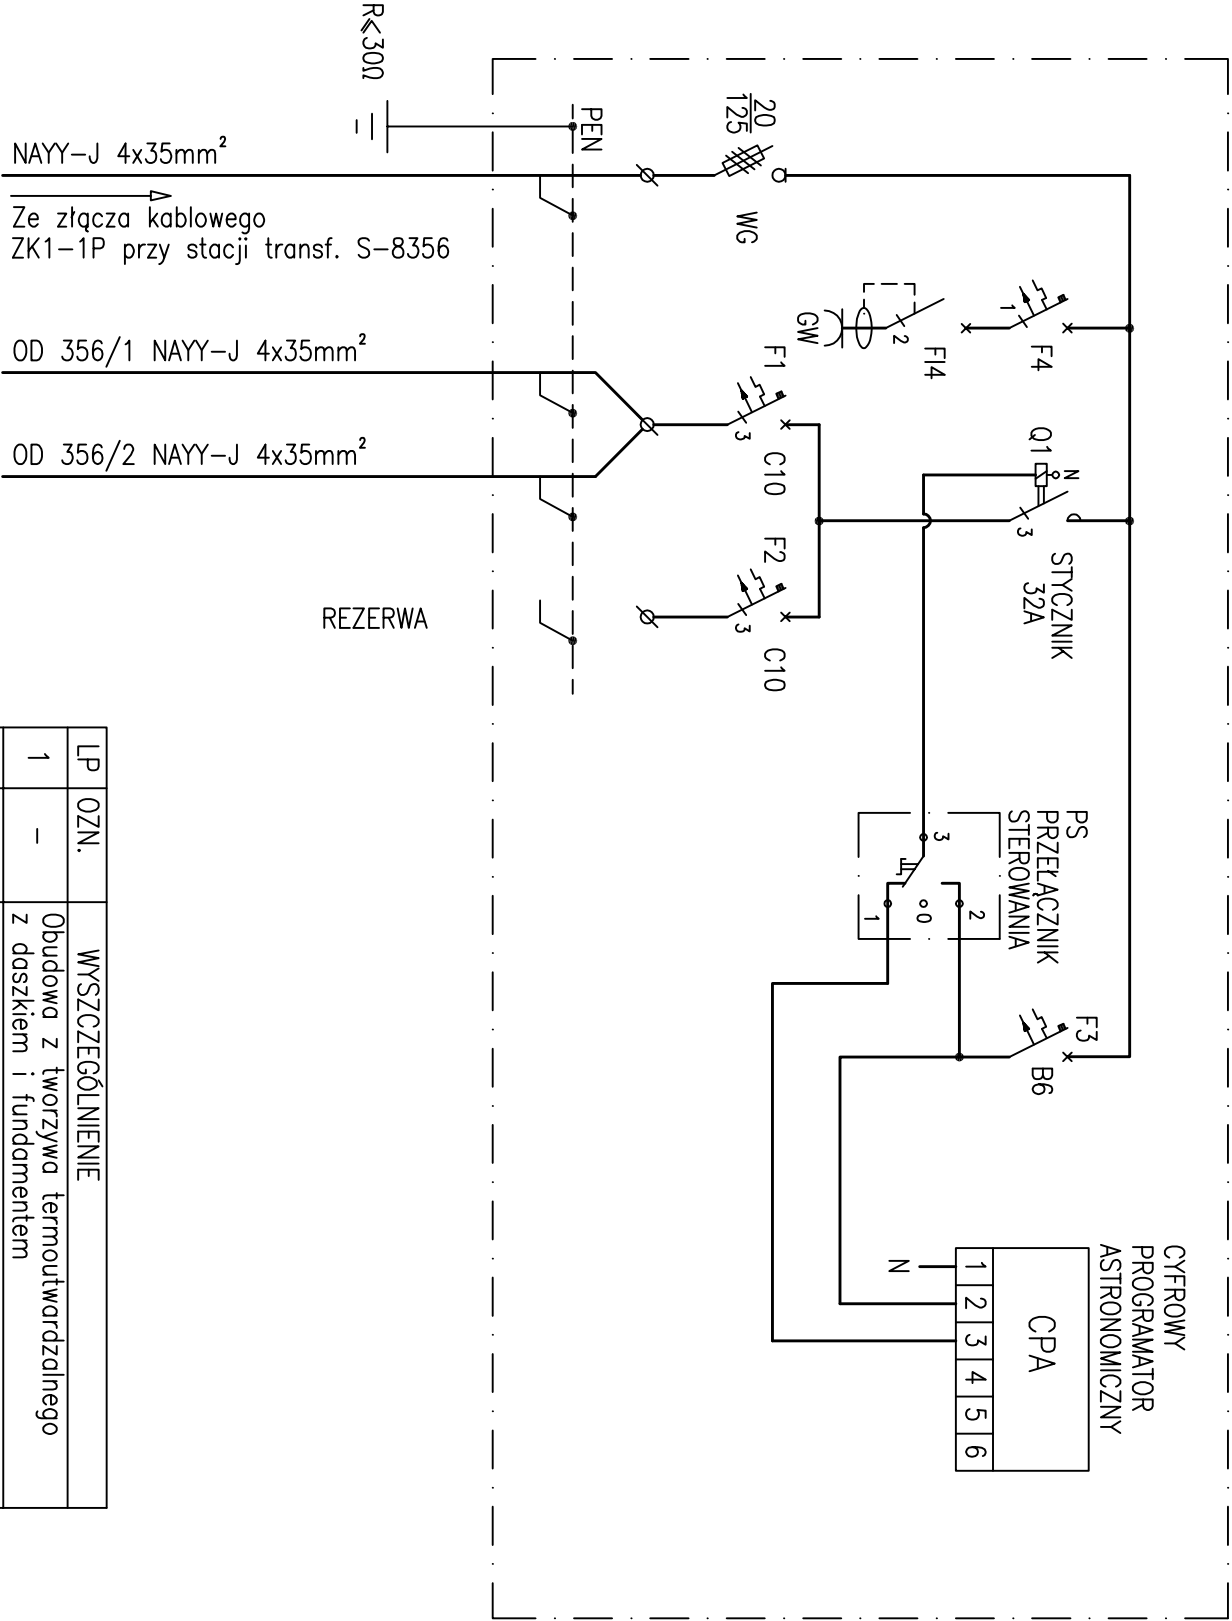 R≤30Ω
PEN
20
125
WG
NAYY-J 4x35mm²
Ze złącza kablowego
ZK1-1P przy stacji transf. S-8356
OD 356/1 NAYY-J 4x35mm²
OD 356/2 NAYY-J 4x35mm²
REZERWA
GW
2
FI4
1
F4
F1
3
C10
F2
3
C10
Q1
N
3
STYCZNIK
32A
PS
PRZEŁĄCZNIK
STEROWANIA
3
2
0
1
F3
B6
CYFROWY
PROGRAMATOR
ASTRONOMICZNY
CPA
1 2 3 4 5 6
N
LP OZN. WYSZCZEGÓLNIENIE
1 - Obudowa z tworzywa termoutwardzalnego
z daszkiem i fundamentem